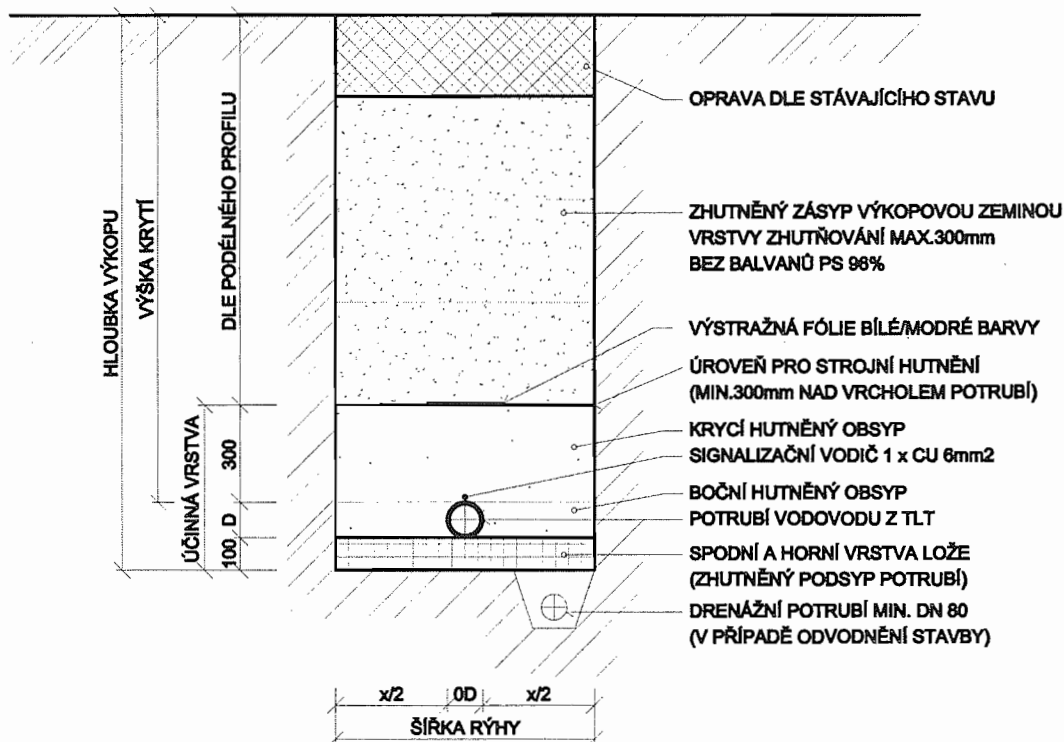 OPRAVA DLE STÁVAJÍCÍHO STAVU
ZHUTNĚNÝ ZÁSYP VÝKOPOVOU ZEMINOU
VRSTVY ZHUTŇOVÁNÍ MAX.300mm
BEZ BALVANŮ PS 96%
VÝSTRAŽNÁ FÓLIE BÍLÉ/MODRÉ BARVY
ÚROVEŇ PRO STROJNÍ HUTNĚNÍ
(MIN.300mm NAD VRCHOLEM POTRUBÍ)
KRYCÍ HUTNĚNÝ OBSYP
SIGNALIZAČNÍ VODIČ 1 x CU 6mm2
BOČNÍ HUTNĚNÝ OBSYP
POTRUBÍ VODOVODU Z TLT
SPODNÍ A HORNÍ VRSTVA LOŽE
(ZHUTNĚNÝ PODSYP POTRUBÍ)
DRENÁŽNÍ POTRUBÍ MIN. DN 80
(V PŘÍPADĚ ODVODNĚNÍ STAVBY)
HLOUBKA VÝKOPU
VÝŠKA KRYTÍ
DLE PODÉLNÉHO PROFILU
ÚČINNÁ VRSTVA
300
D
100
x/2
0D
x/2
ŠÍŘKA RÝHY